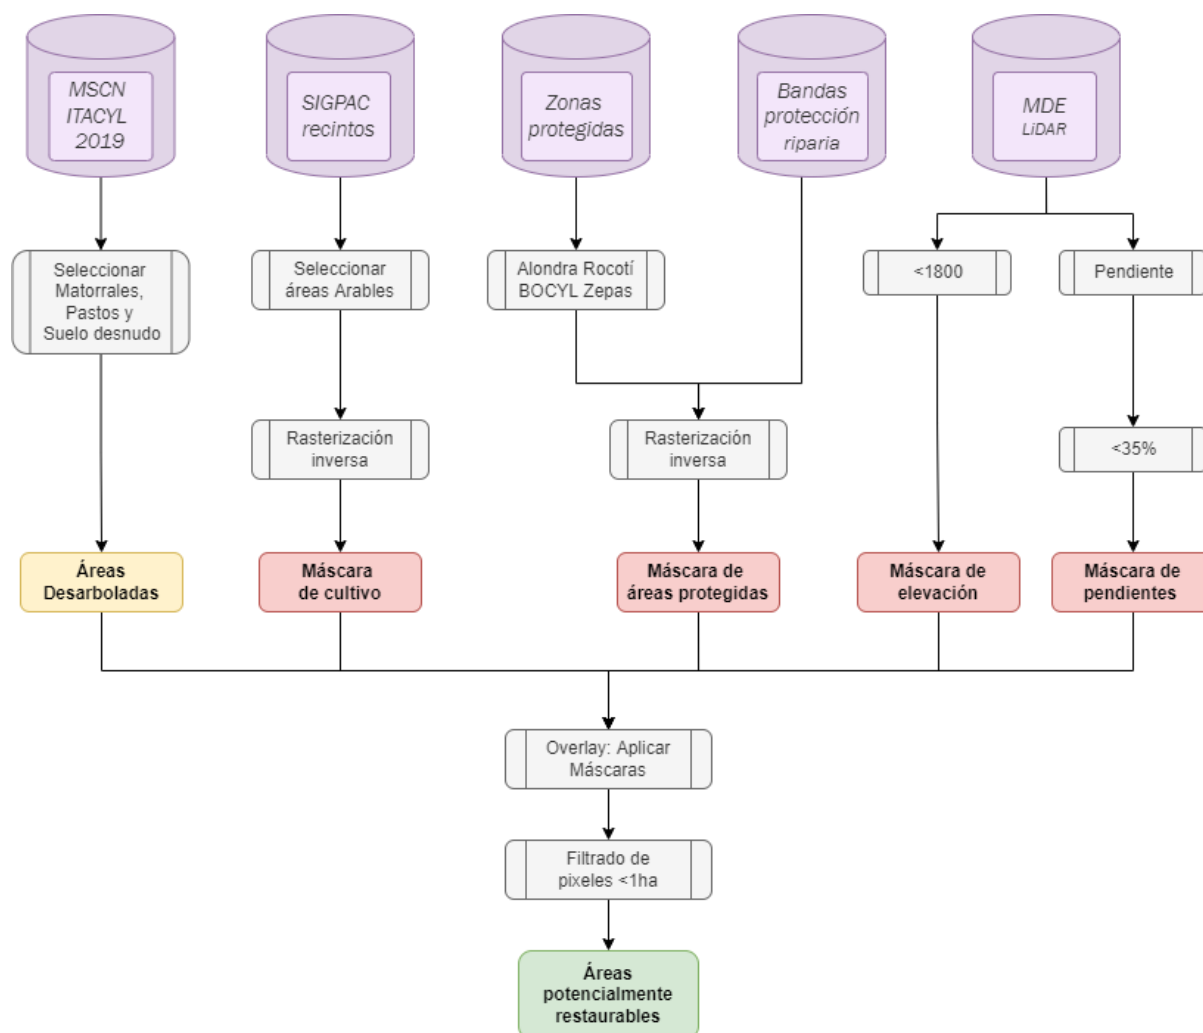 MSCN
ITACYL
2019
SIGPAC
recintos
Zonas
protegidas
Bandas
protección
riparia
MDE
LiDAR
Seleccionar
Matorrales,
Pastos y
Suelo desnudo
Seleccionar
áreas Arables
Alondra Rocotí
BOCYL Zepas
<1800
Pendiente
Rasterización
inversa
Rasterización
inversa
<35%
Áreas
Desarboladas
Máscara
de cultivo
Máscara de
áreas protegidas
Máscara de
elevación
Máscara de
pendientes
Overlay: Aplicar
Máscaras
Filtrado de
pixeles <1ha
Áreas
potencialmente
restaurables